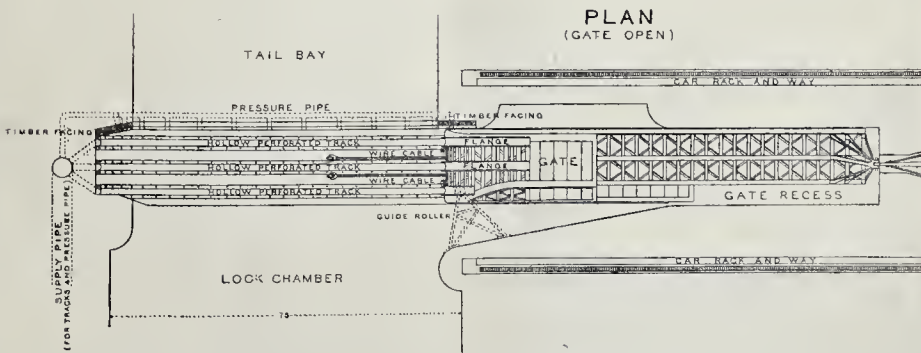 PLAN
(GATE OPEN)
TAIL BAY
CAR RACK AND WAY
PRESSURE PIPE
TIMBER FACING
TIMBER FACING
HOLLOW PERFORATED TRACK
FLANGE
WIRE CABLE
GATE
HOLLOW PERFORATED TRACK
FLANGE
WIRE CABLE
HOLLOW PERFORATED TRACK
GATE RECESS
GUIDE ROLLER
SUPPLY PIPE
(FOR TRACKS AND PRESSURE PIPE)
LOCK CHAMBER
CAR RACK AND WAY
75